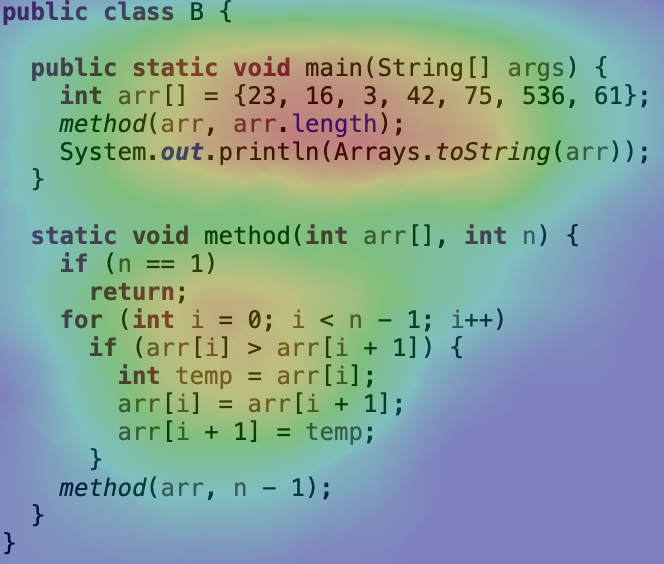 public class B {
public static void main(String[] args) {
int arr[] = {23, 16, 3, 42, 75, 536, 61};
method(arr, arr.length);
System.out.println(Arrays.toString(arr));
}
static void method(int arr[], int n) {
if (n == 1)
return;
for (int i = 0; i < n - 1; i++)
if (arr[i] > arr[i + 1]) {
int temp = arr[i];
arr[i] = arr[i + 1];
arr[i + 1] = temp;
}
method(arr, n - 1);
}
}